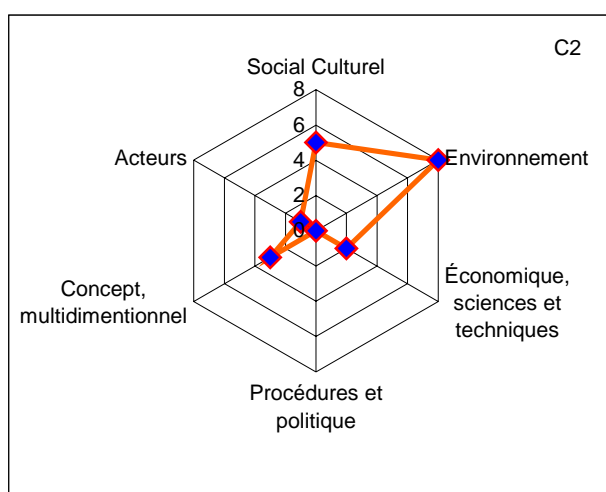 C2
Social Culturel
8
6
4
2
0
Acteurs
Environnement
Concept,
multidimentionnel
Économique,
sciences et
techniques
Procédures et
politique